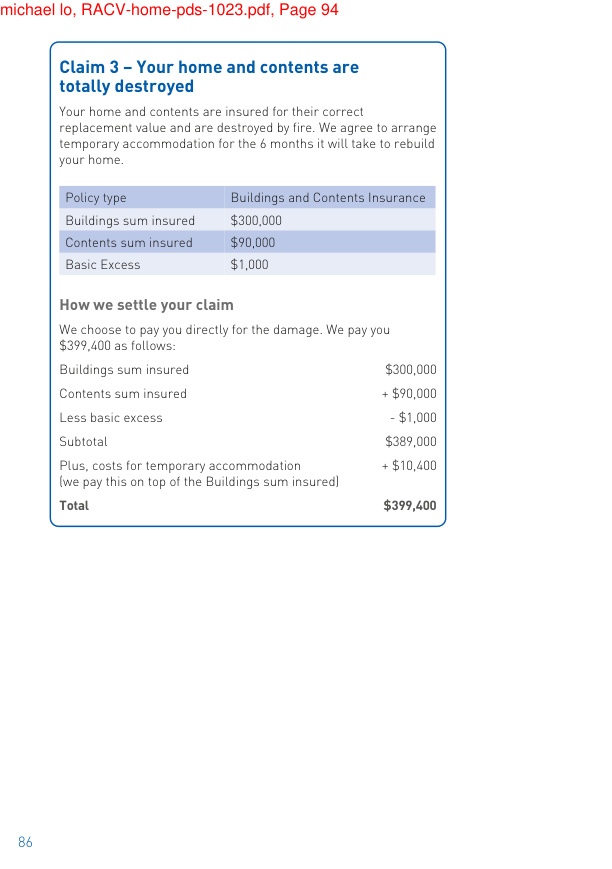 michael lo, RACV-home-pds-1023.pdf, Page 94
Claim 3 – Your home and contents are
totally destroyed
Your home and contents are insured for their correct
replacement value and are destroyed by fire. We agree to arrange
temporary accommodation for the 6 months it will take to rebuild
your home.
Policy type Buildings and Contents Insurance
Buildings sum insured $300,000
Contents sum insured $90,000
Basic Excess $1,000
How we settle your claim
We choose to pay you directly for the damage. We pay you
$399,400 as follows:
Buildings sum insured $300,000
Contents sum insured + $90,000
Less basic excess - $1,000
Subtotal $389,000
Plus, costs for temporary accommodation + $10,400
(we pay this on top of the Buildings sum insured)
Total $399,400
86